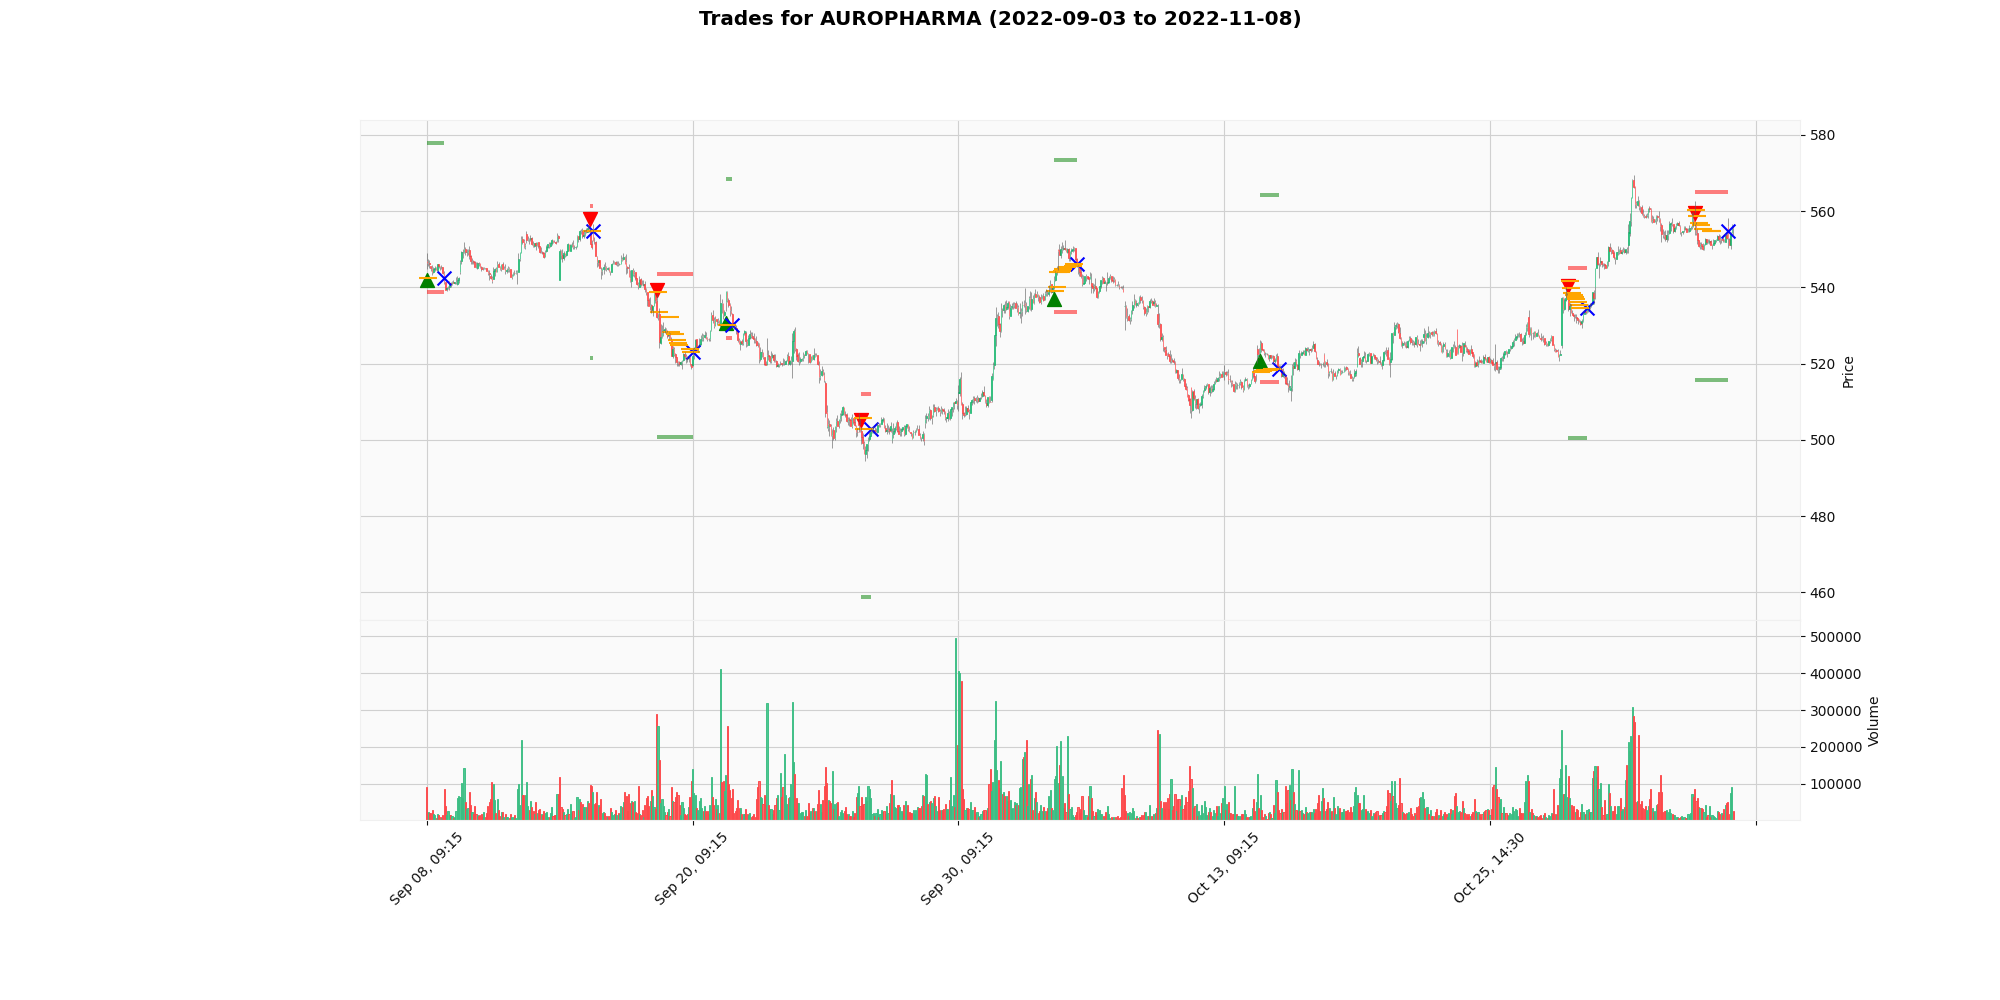 Trades for AUROPHARMA (2022-09-03 to 2022-11-08)
580
560
540
520
500
480
460
Price
500000
400000
300000
200000
100000
Volume
Sep 08, 09:15
Sep 20, 09:15
Sep 30, 09:15
Oct 13, 09:15
Oct 25, 14:30